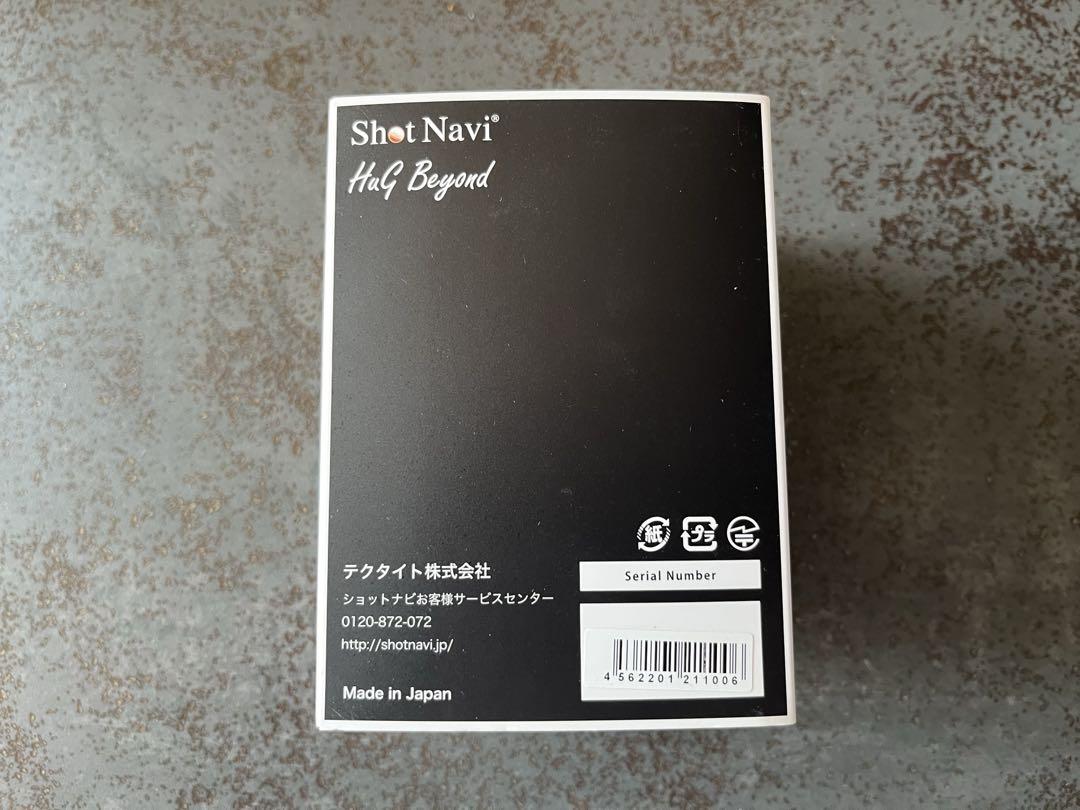 Shot Navi®
HuG Beyond
紙
プラ
テクタイト株式会社
ショットナビお客様サービスセンター
0120-872-072
http://shotnavi.jp/
Made in Japan
Serial Number
4 562201 211006